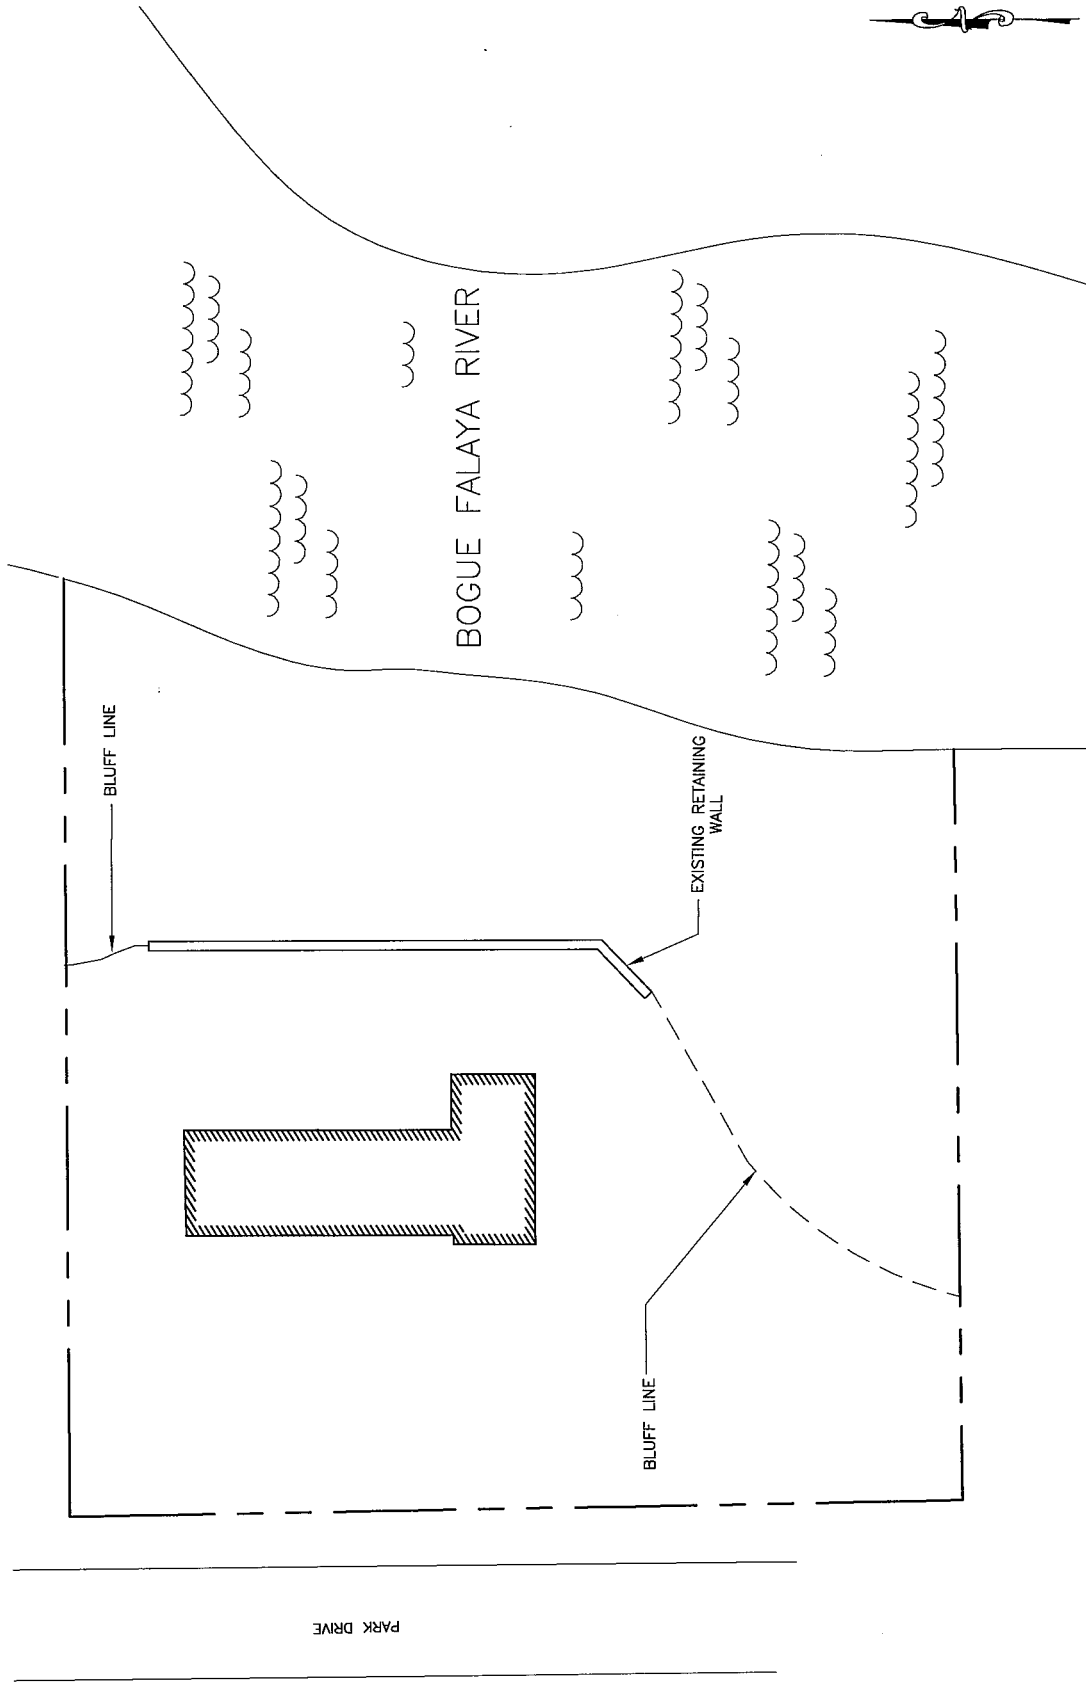 BOGUE FALAYA RIVER
BLUFF LINE
EXISTING RETAINING
WALL
BLUFF LINE
PARK DRIVE